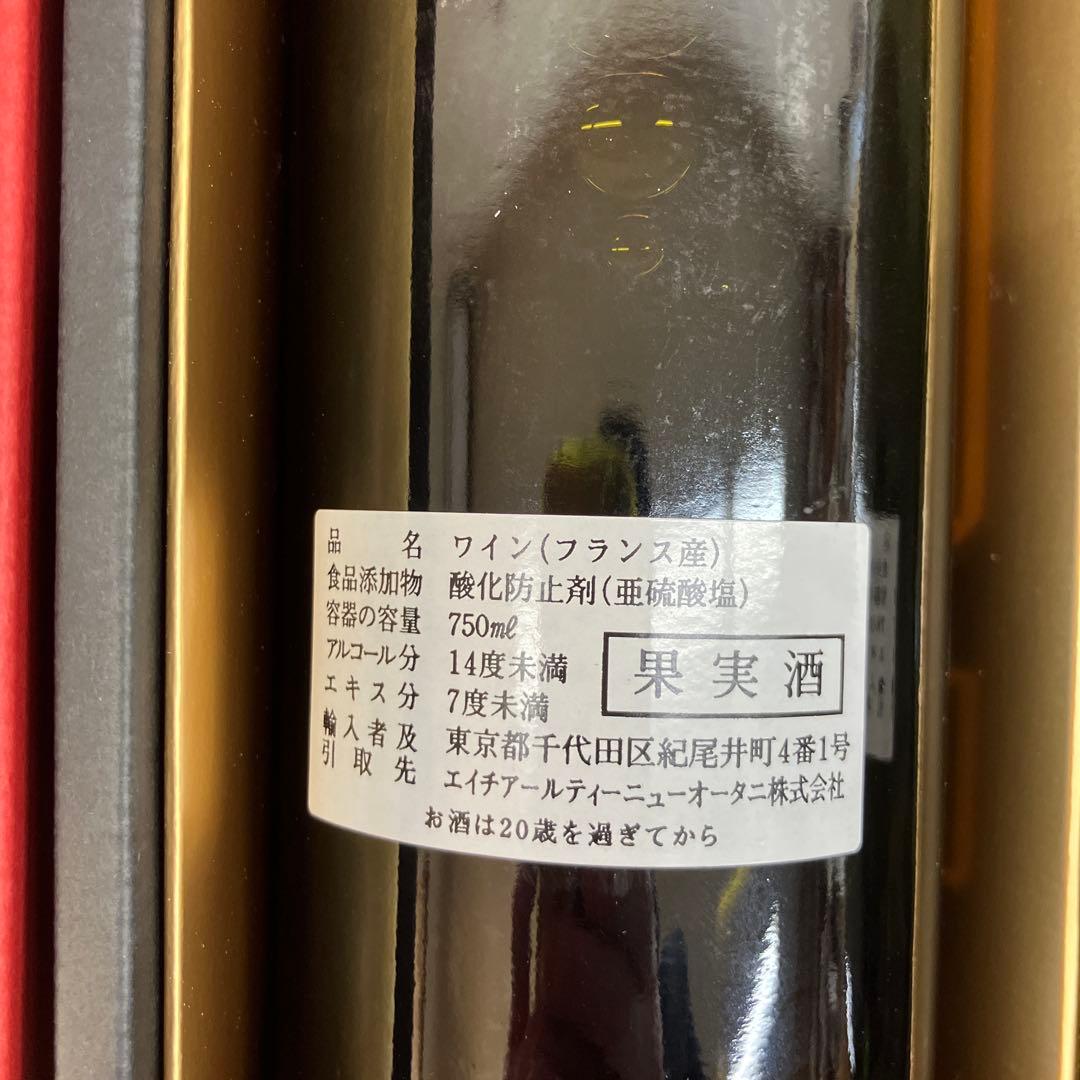 品名 ワイン(フランス産)
食品添加物 酸化防止剤(亜硫酸塩)
容器の容量 750㎖
アルコール分 14度未満
エキス分 7度未満
果実酒
輸入者及 東京都千代田区紀尾井町4番1号
引取先 エイチアールティーニューオータニ株式会社
お酒は20歳を過ぎてから